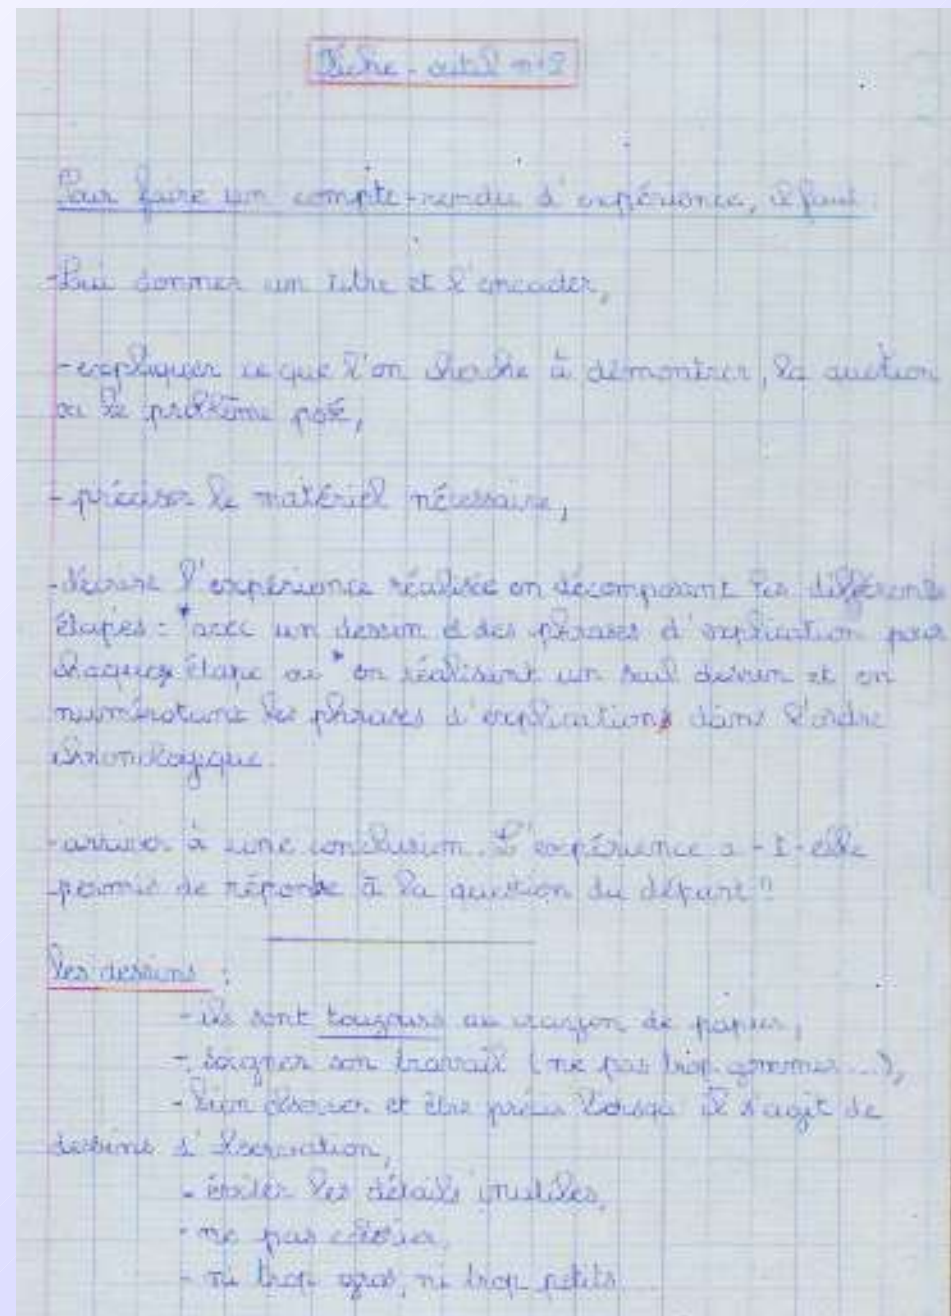 Fiche-outil n°2
Pour faire un compte-rendu d'expérience, il faut:
-Lui donner un titre et l'encadrer,
-expliquer ce que l'on cherche à démontrer, la question
ou le problème posé,
-préciser le matériel nécessaire,
-décrire l'expérience réalisée en décomposant les différents
étapes: *avec un dessin et des phrases d'explication pour
chaque étape ou *en réalisant un seul dessin et en
numérotant les phrases d'explications dans l'ordre
chronologique.
-arriver à une conclusion. L'expérience a-t-elle
permis de répondre à la question du départ?
Les dessins:
-ils sont toujours au crayon de papier,
-soigner son travail (ne pas trop gommer...),
-bien observer et être précis lorsqu'il s'agit de
dessins d'observation,
-éviter les détails inutiles,
-ne pas colorier,
-ni trop gros, ni trop petits.